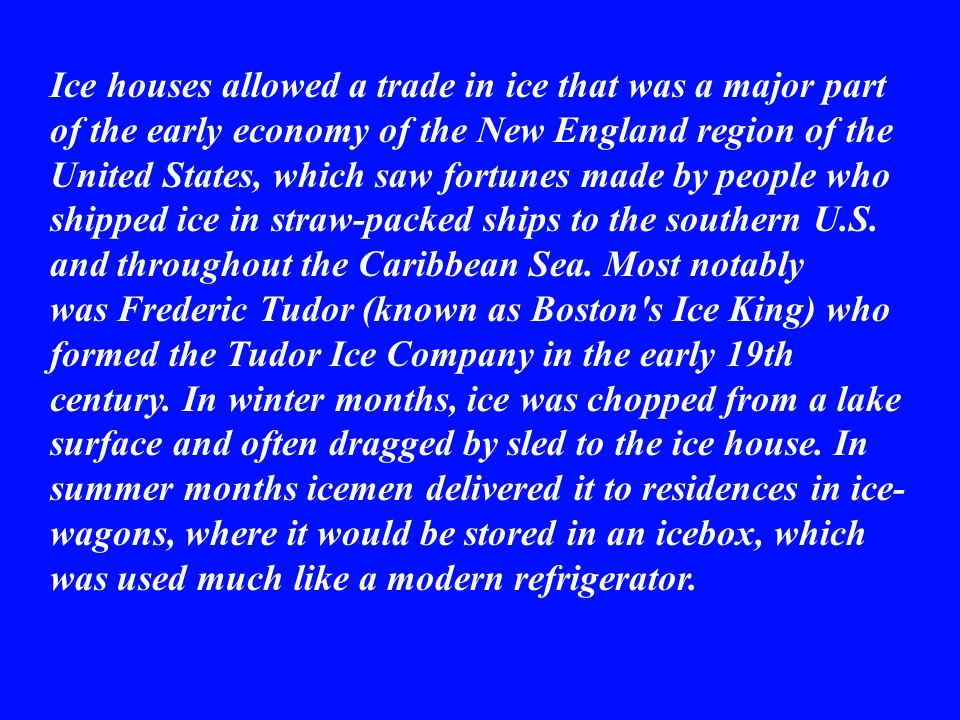 Ice houses allowed a trade in ice that was a major part
of the early economy of the New England region of the
United States, which saw fortunes made by people who
shipped ice in straw-packed ships to the southern U.S.
and throughout the Caribbean Sea. Most notably
was Frederic Tudor (known as Boston's Ice King) who
formed the Tudor Ice Company in the early 19th
century. In winter months, ice was chopped from a lake
surface and often dragged by sled to the ice house. In
summer months icemen delivered it to residences in ice-
wagons, where it would be stored in an icebox, which
was used much like a modern refrigerator.